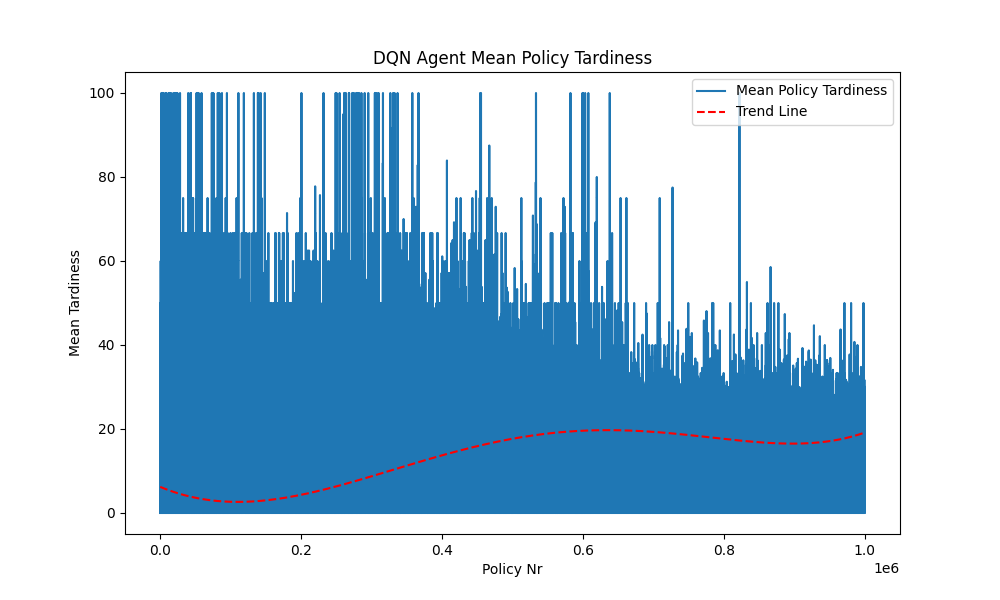 DQN Agent Mean Policy Tardiness
Mean Policy Tardiness
Trend Line
Mean Tardiness
100
80
60
40
20
0
0.0 0.2 0.4 0.6 0.8 1.0
1e6
Policy Nr